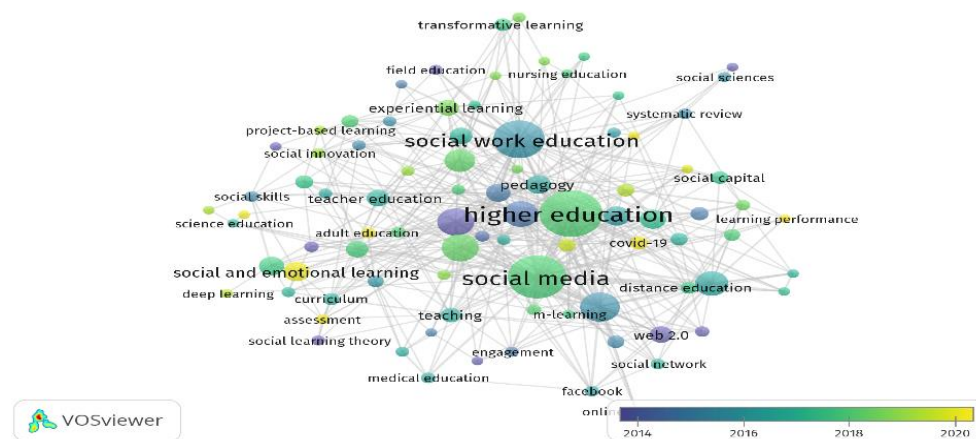 transformative learning
field education
nursing education
social sciences
experiential learning
systematic review
project-based learning
social work education
social innovation
pedagogy
social capital
social skills
teacher education
higher education
learning performance
science education
adult education
covid-19
social and emotional learning
social media
distance education
deep learning
curriculum
assessment
teaching
m-learning
social learning theory
web 2.0
engagement
social network
medical education
facebook
VOSviewer
2014 2016 2018 2020